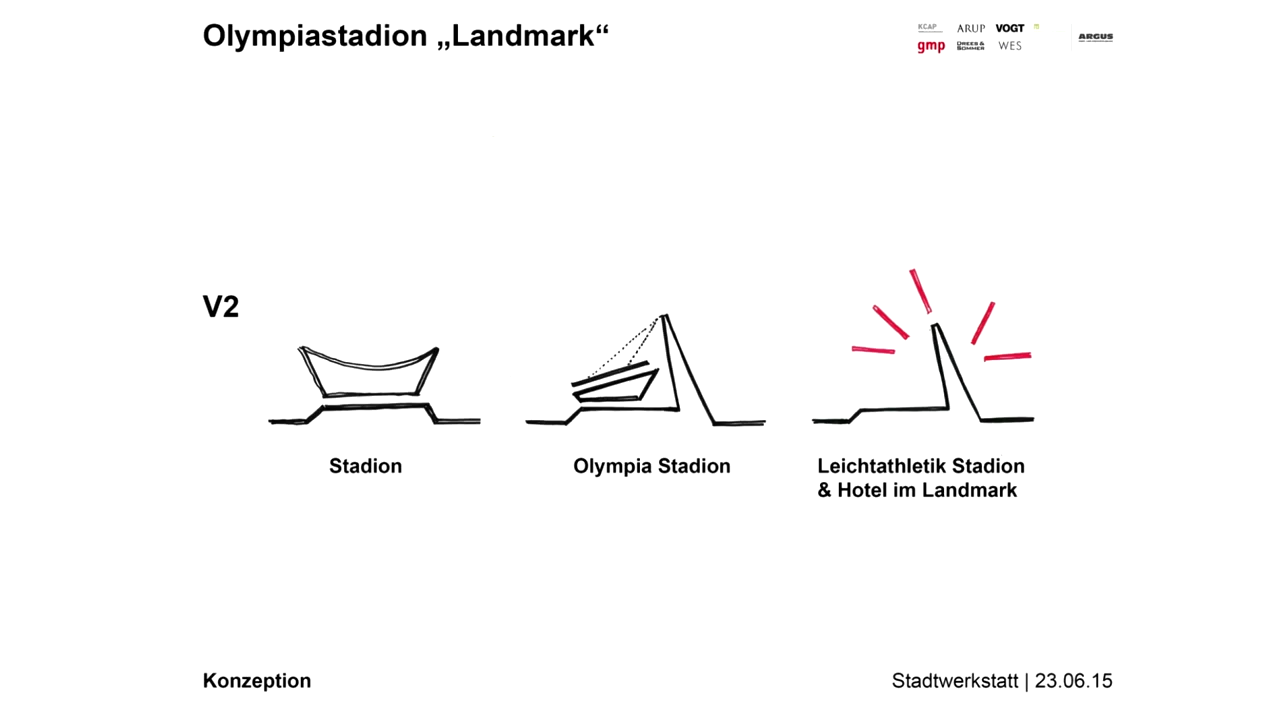 Olympiastadion „Landmark“
KCAP ARUP VOGT
gmp DREES & SOMMER WES
ARGUS
V2
Stadion
Olympia Stadion
Leichtathletik Stadion
& Hotel im Landmark
Konzeption
Stadtwerkstatt | 23.06.15